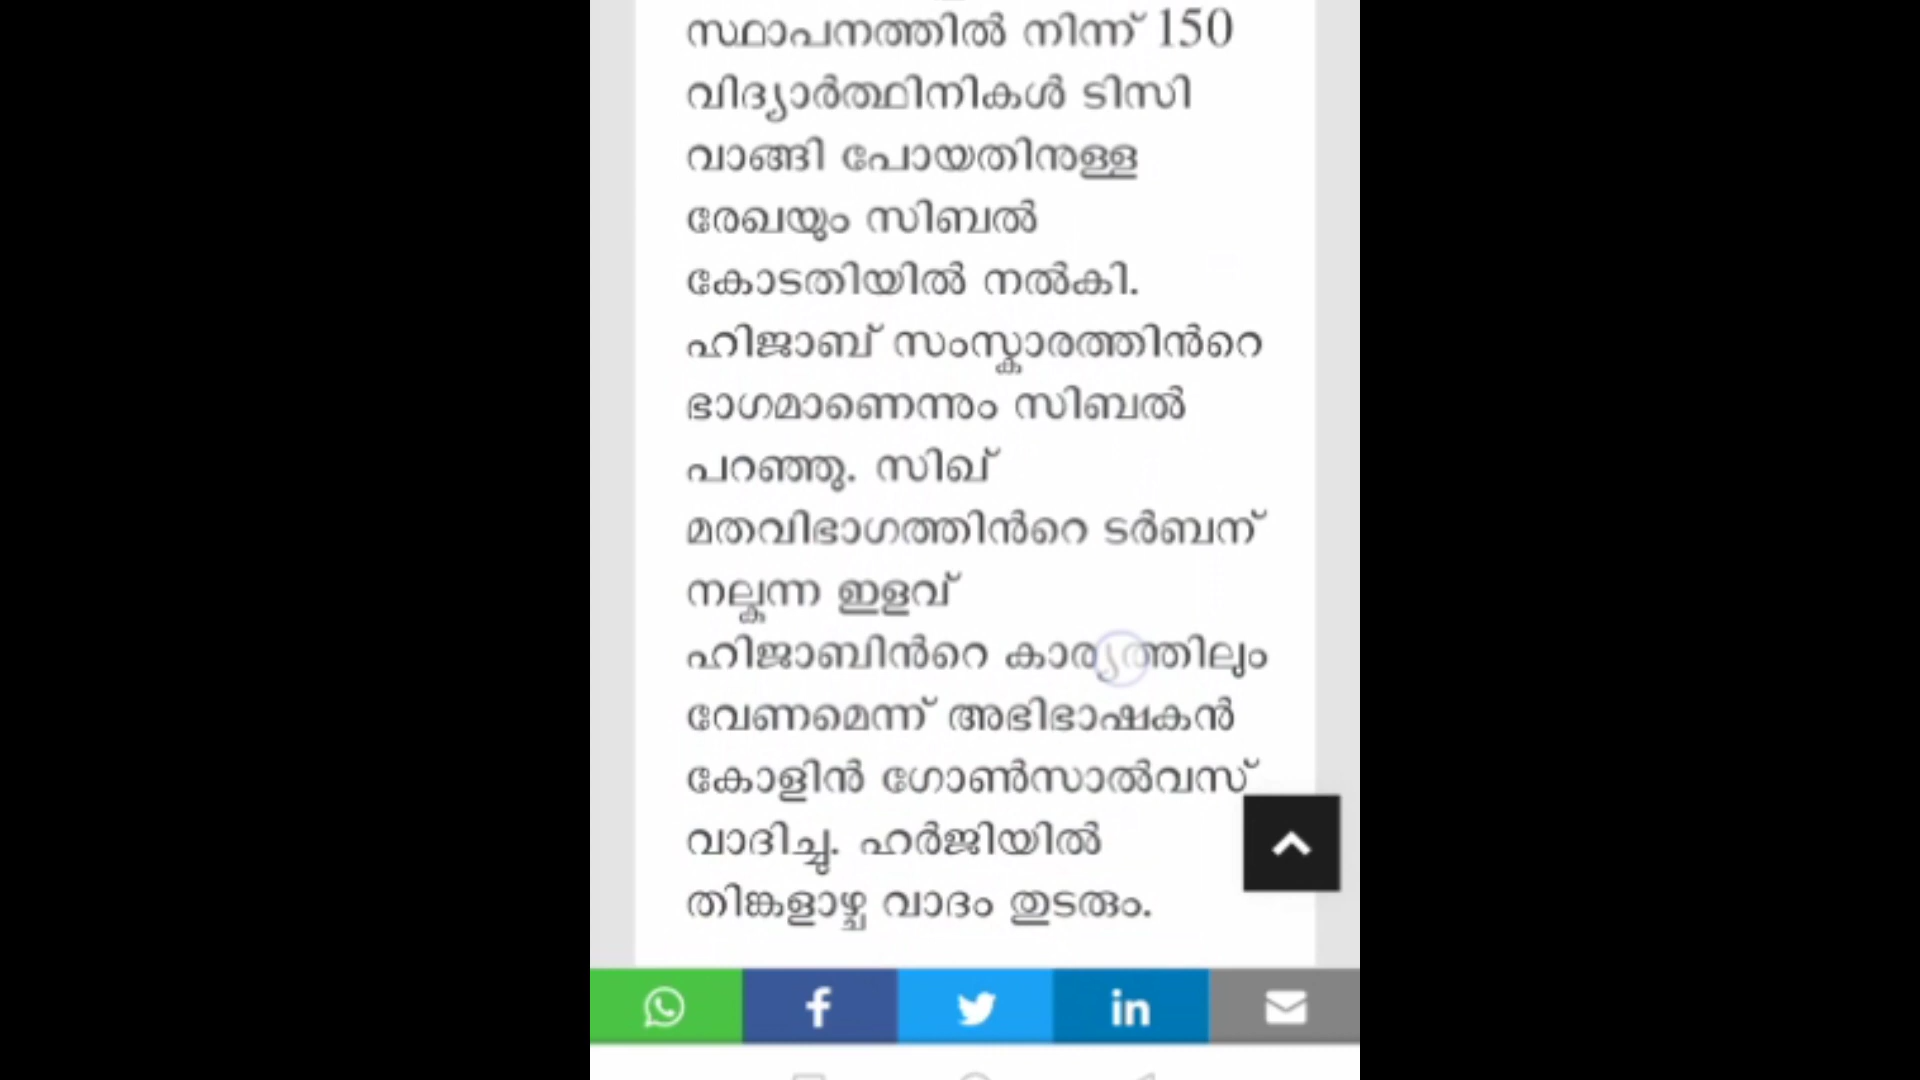 സ്ഥാപനത്തിൽ നിന്ന് 150
വിദ്യാർത്ഥിനികൾ ടിസി
വാങ്ങി പോയതിനുള്ള
രേഖയും സിബൽ
കോടതിയിൽ നൽകി.
ഹിജാബ് സംസ്കാരത്തിൻറെ
ഭാഗമാണെന്നും സിബൽ
പറഞ്ഞു. സിഖ്
മതവിഭാഗത്തിൻറെ ടർബന്
നല്കുന്ന ഇളവ്
ഹിജാബിൻറെ കാര്യത്തിലും
വേണമെന്ന് അഭിഭാഷകൻ
കോളിൻ ഗോൺസാൽവസ്
വാദിച്ചു. ഹർജിയിൽ
തിങ്കളാഴ്ച വാദം തുടരും.